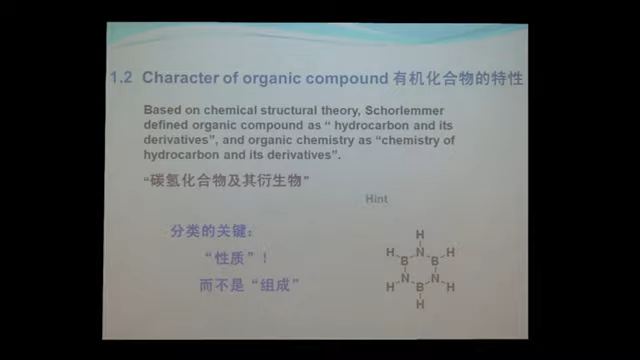 1.2 Character of organic compound 有机化合物的特性
Based on chemical structural theory, Schorlemmer
defined organic compound as “ hydrocarbon and its
derivatives”, and organic chemistry as “chemistry of
hydrocarbon and its derivatives”.
“碳氢化合物及其衍生物”
Hint
分类的关键：
“性质”！
而不是“组成”
H
H N H
B B
N N
H B H
H